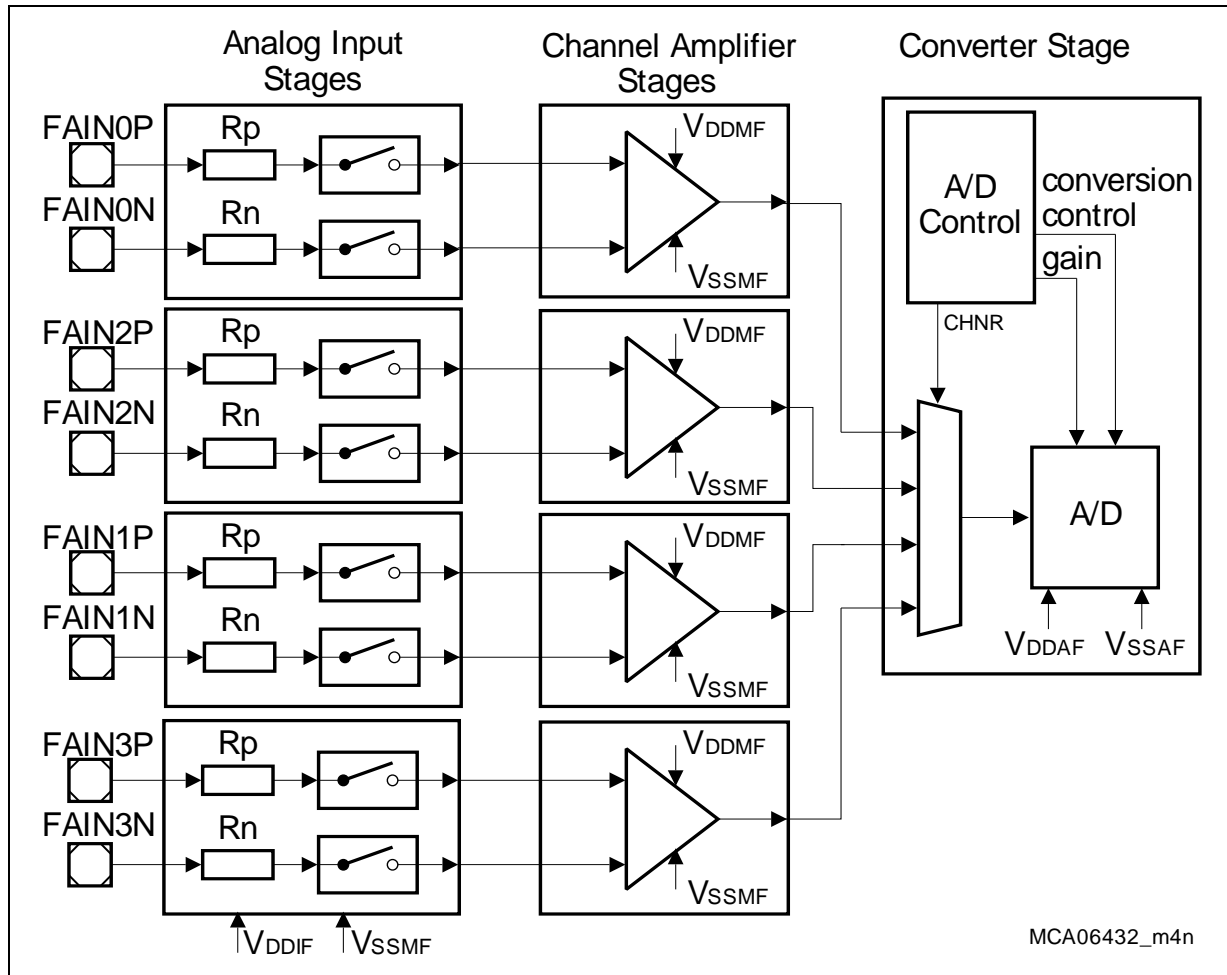 Analog Input
Stages
Channel Amplifier
Stages
Converter Stage
FAIN0P
Rp
FAIN0N
Rn
VDDMF
VSSMF
A/D
Control
conversion
control
gain
CHNR
FAIN2P
Rp
FAIN2N
Rn
VDDMF
VSSMF
A/D
VDDAF
VSSAF
FAIN1P
Rp
FAIN1N
Rn
VDDMF
VSSMF
FAIN3P
Rp
FAIN3N
Rn
VDDMF
VSSMF
VDDIF
VSSMF
MCA06432_m4n